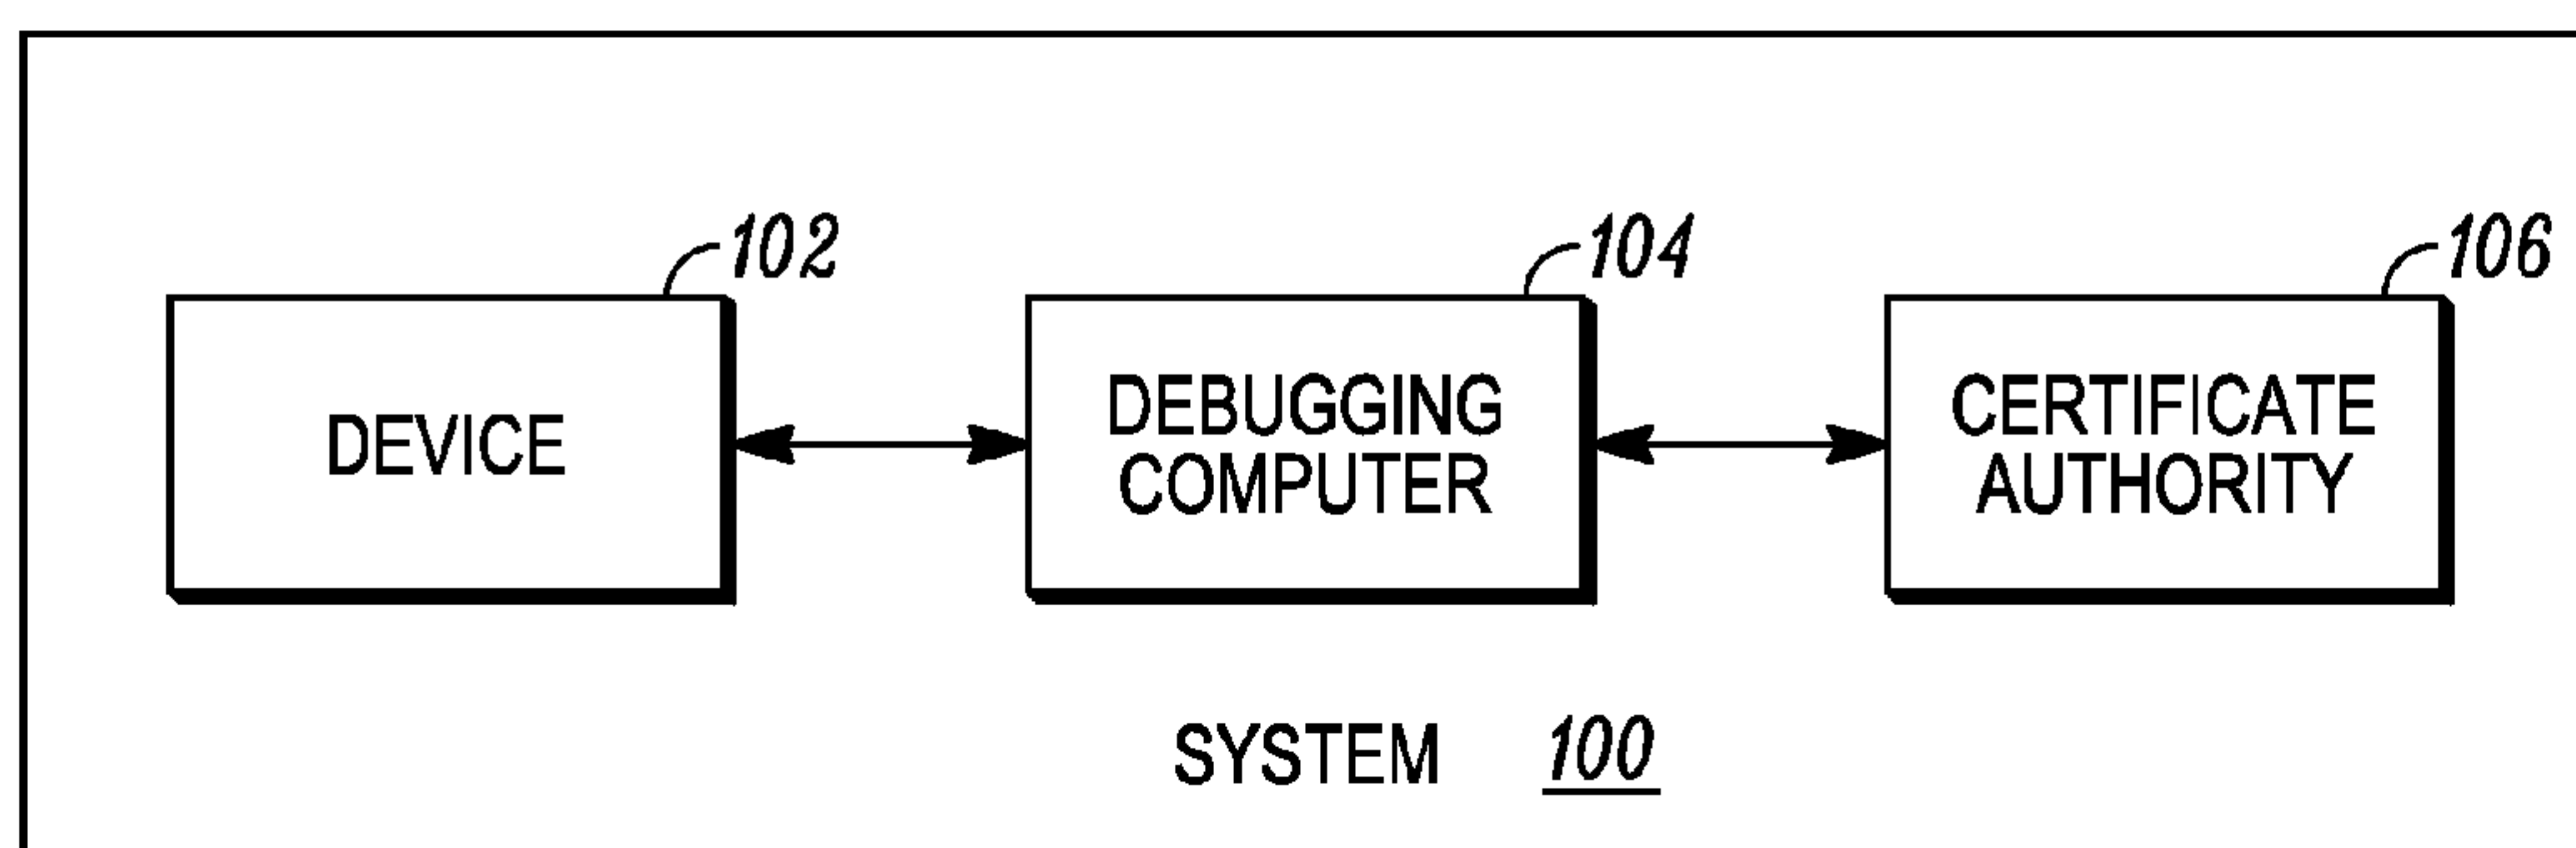 102
104
106
DEVICE
DEBUGGING
COMPUTER
CERTIFICATE
AUTHORITY
SYSTEM 100